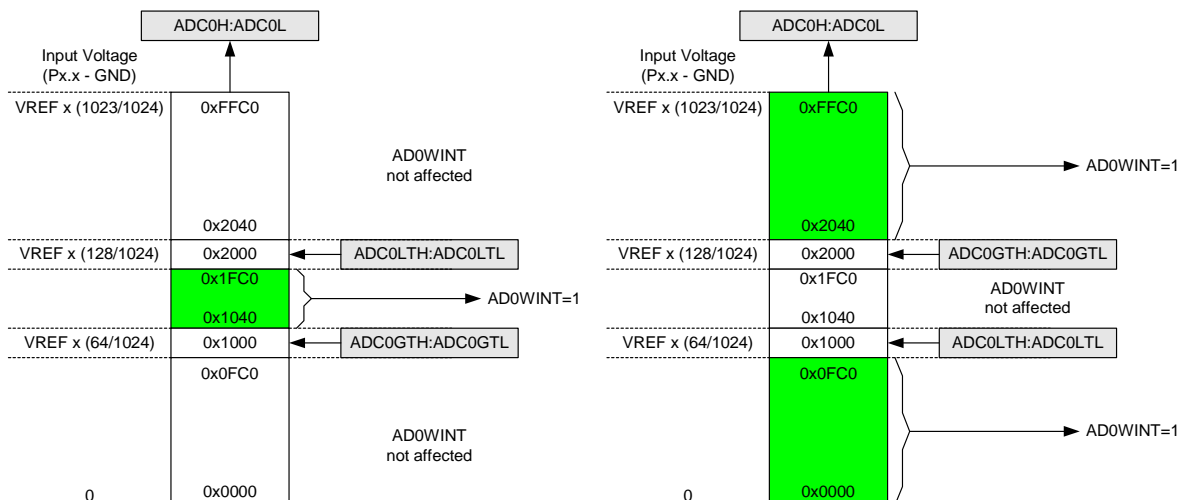 ADC0H:ADC0L
Input Voltage
(Px.x - GND)
VREF x (1023/1024)
0xFFC0
AD0WINT
not affected
0x2040
VREF x (128/1024)
0x2000
ADC0LTH:ADC0LTL
0x1FC0
AD0WINT=1
0x1040
VREF x (64/1024)
0x1000
ADC0GTH:ADC0GTL
0x0FC0
AD0WINT
not affected
0
0x0000
ADC0H:ADC0L
Input Voltage
(Px.x - GND)
VREF x (1023/1024)
0xFFC0
AD0WINT=1
0x2040
VREF x (128/1024)
0x2000
ADC0GTH:ADC0GTL
0x1FC0
AD0WINT
not affected
0x1040
VREF x (64/1024)
0x1000
ADC0LTH:ADC0LTL
0x0FC0
AD0WINT=1
0
0x0000